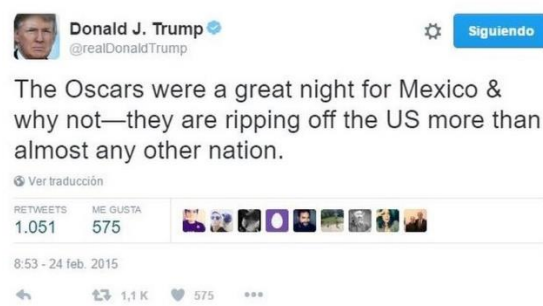 Donald J. Trump
Siguiendo
@realDonaldTrump
The Oscars were a great night for Mexico &
why not—they are ripping off the US more than
almost any other nation.
Ver traducción
RETWEETS ME GUSTA
1.051 575
8:53 - 24 feb. 2015
1,1 K 575